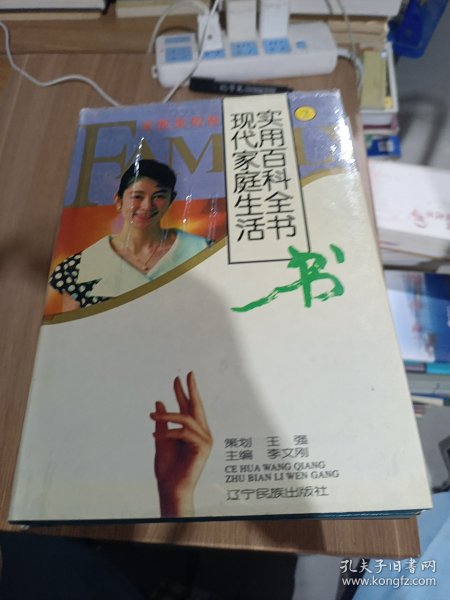 FAM
②
现代家庭生活
实用百科全书
书
策划 王强
主编 李文刚
CE HUA WANG QIANG
ZHU BIAN LI WEN GANG
辽宁民族出版社
孔夫子旧书网
www.kongfz.com